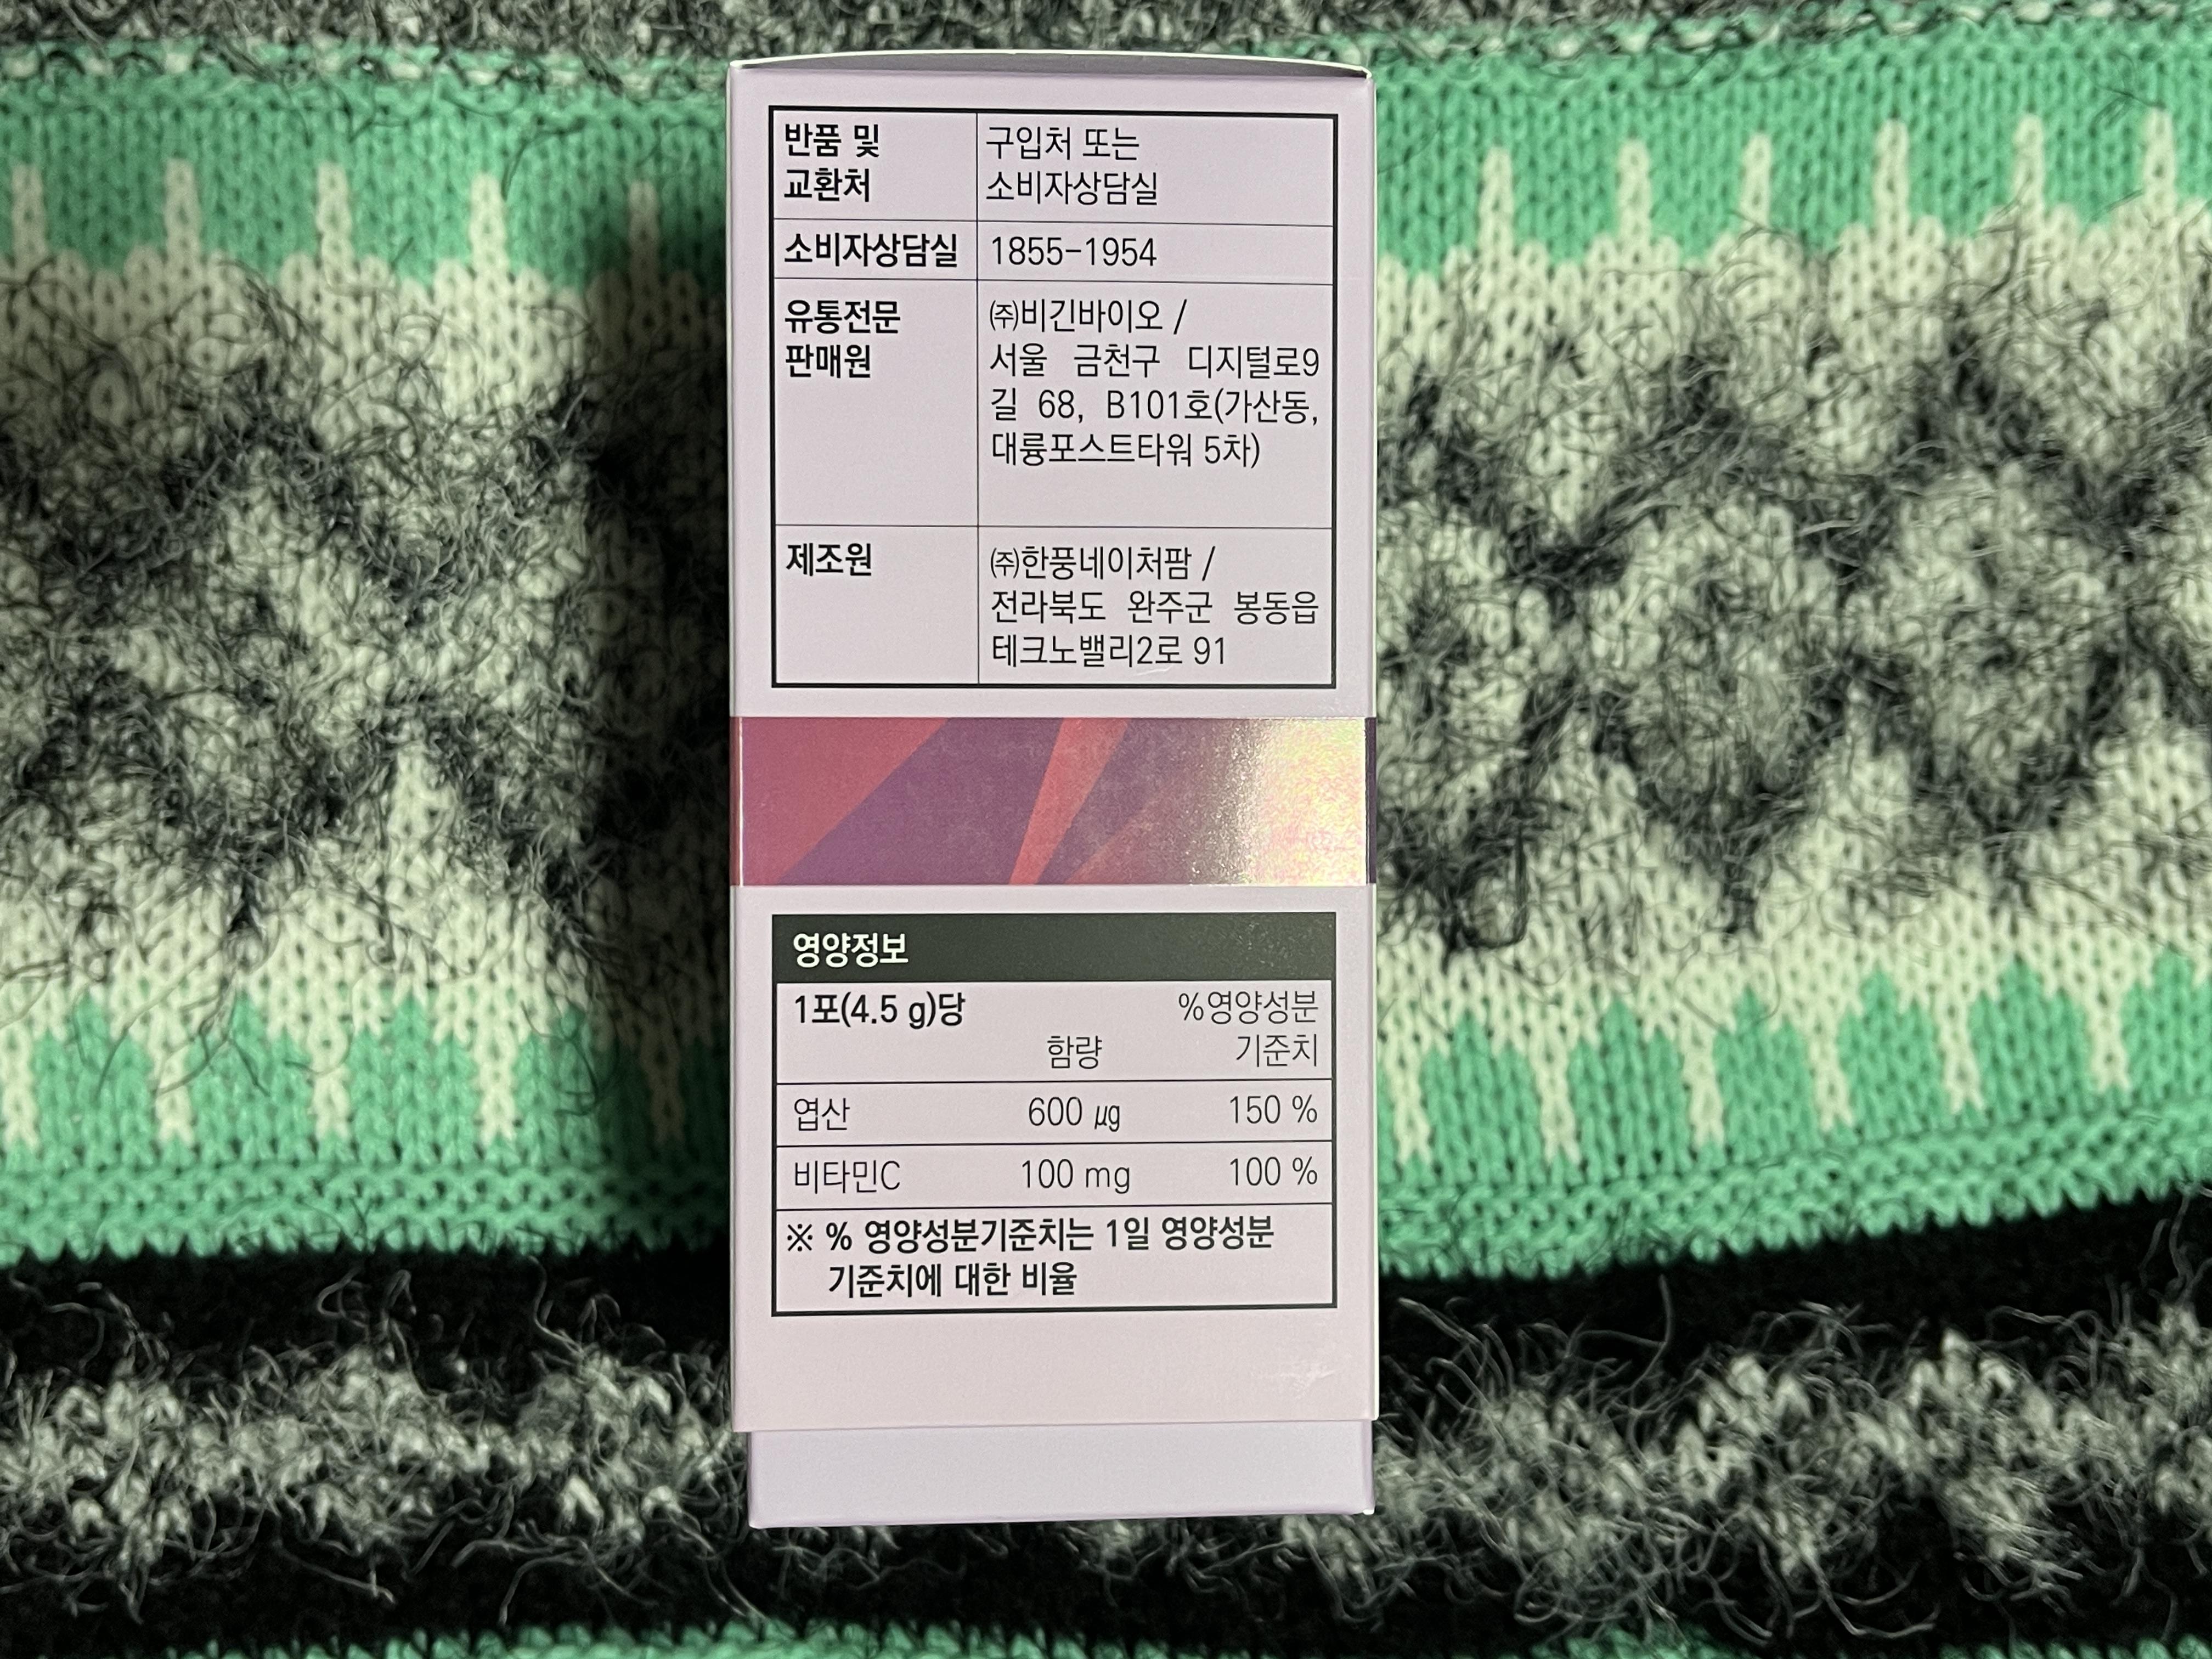 반품 및
교환처
구입처 또는
소비자상담실
소비자상담실
1855-1954
유통전문
판매원
㈜비긴바이오 /
서울 금천구 디지털로9
길 68, B101호(가산동,
대륭포스트타워 5차)
제조원
㈜한풍네이처팜 /
전라북도 완주군 봉동읍
테크노밸리2로 91
영양정보
1포(4.5 g)당
함량
%영양성분
기준치
엽산 600 ㎍ 150 %
비타민C 100 mg 100 %
※ % 영양성분기준치는 1일 영양성분
기준치에 대한 비율